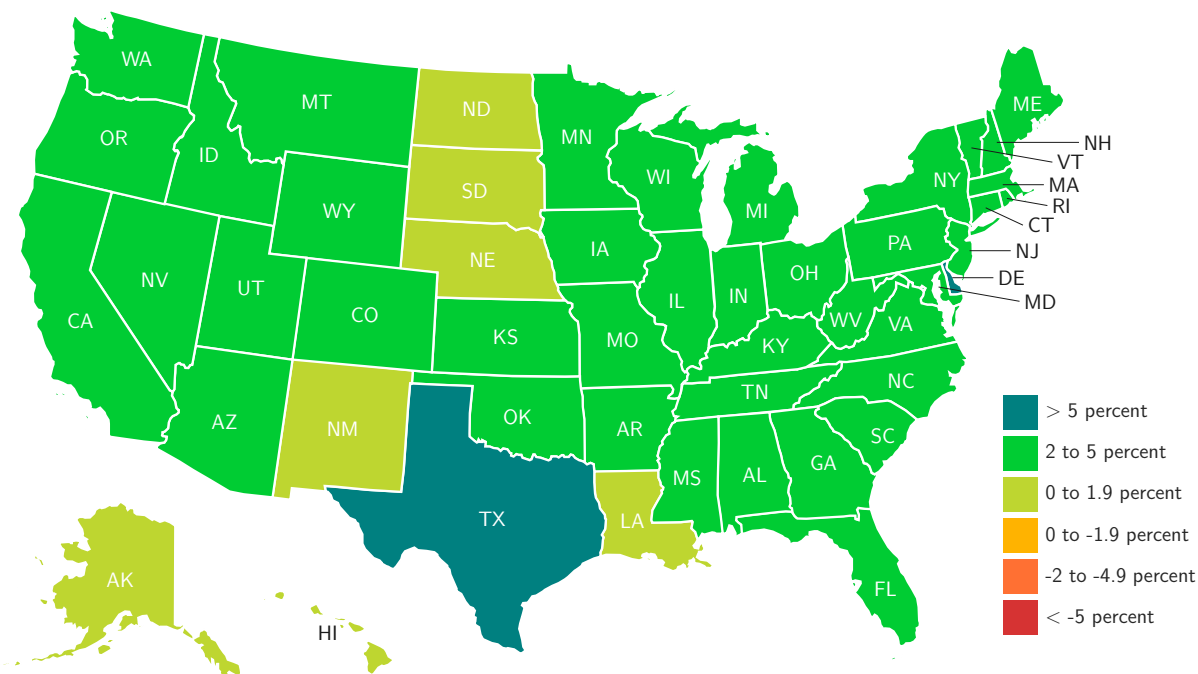 WA
MT
ND
ME
MN
OR
NH
ID
VT
WI
NY
MA
SD
RI
WY
MI
CT
PA
IA
NJ
NE
OH
NV
DE
UT
IL
IN
MD
CO
CA
WV
VA
KS
MO
KY
NC
TN
> 5 percent
OK
AZ
NM
AR
SC
2 to 5 percent
GA
AL
MS
0 to 1.9 percent
TX
LA
0 to -1.9 percent
AK
-2 to -4.9 percent
FL
< -5 percent
HI